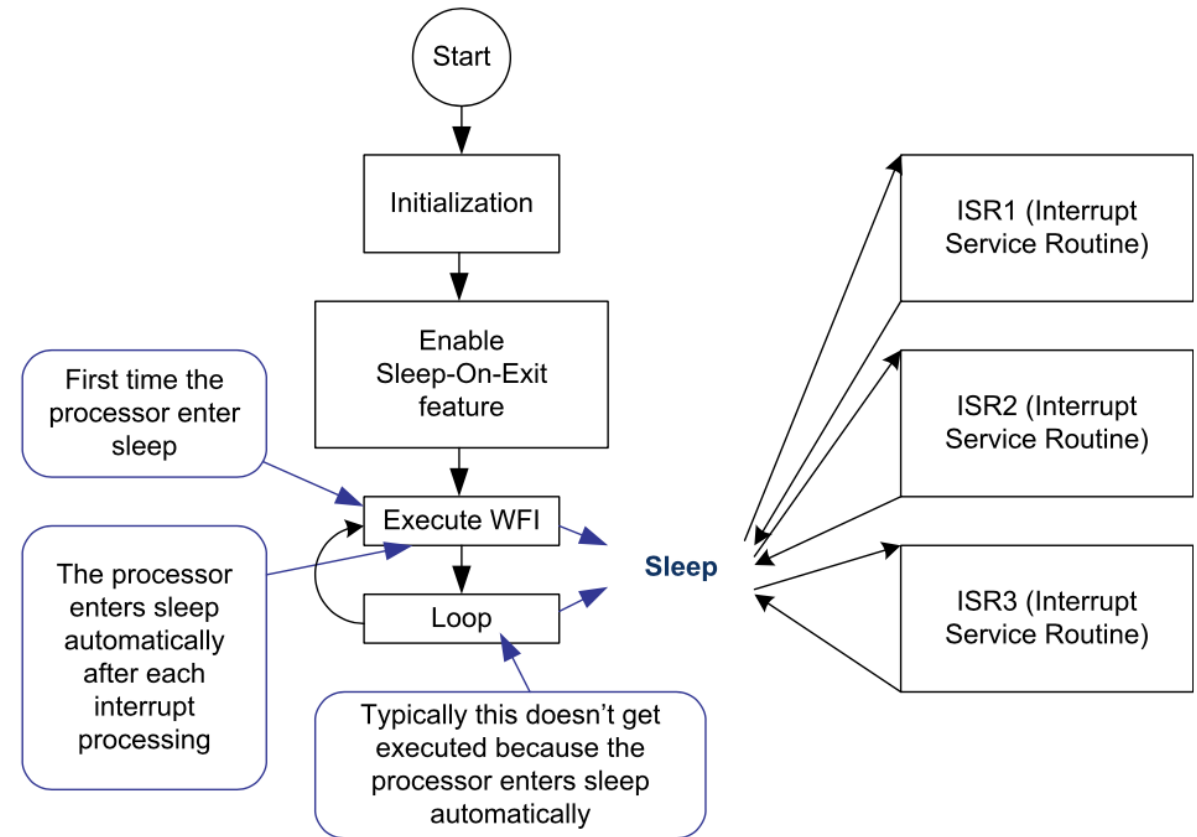 Start
Initialization
Enable
Sleep-On-Exit
feature
First time the
processor enter
sleep
Execute WFI
The processor
enters sleep
automatically
after each
interrupt
processing
Loop
Typically this doesn’t get
executed because the
processor enters sleep
automatically
Sleep
ISR1 (Interrupt
Service Routine)
ISR2 (Interrupt
Service Routine)
ISR3 (Interrupt
Service Routine)